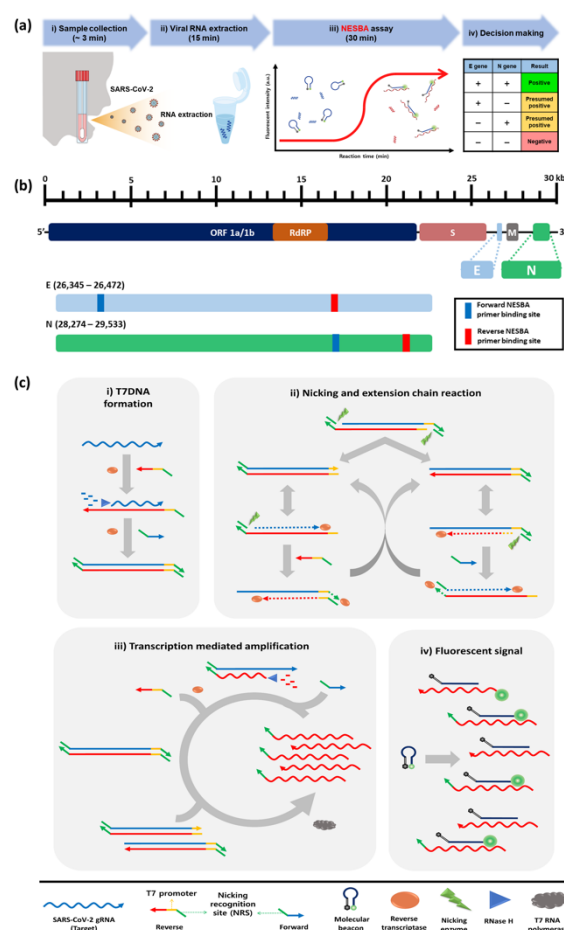 (a)
i) Sample collection
(~ 3 min)
ii) Viral RNA extraction
(15 min)
iii) NESBA assay
(30 min)
iv) Decision making
SARS-CoV-2
RNA extraction
Fluorescent intensity (a.u.)
Reaction time (min)
E gene N gene Result
+ + Positive
+ − Presumed positive
− + Presumed positive
− − Negative
(b)
0 5 10 15 20 25 30 kb
5′ ORF 1a/1b RdRP S M 3
E N
E (26,345 – 26,472)
N (28,274 – 29,533)
Forward NESBA
primer binding site
Reverse NESBA
primer binding site
(c)
i) T7DNA
formation
ii) Nicking and extension chain reaction
iii) Transcription mediated amplification
iv) Fluorescent signal
SARS-CoV-2 gRNA
(Target)
T7 promoter
Reverse
Nicking
recognition
site (NRS)
Forward
Molecular
beacon
Reverse
transcriptase
Nicking
enzyme
RNase H
T7 RNA
polymerase